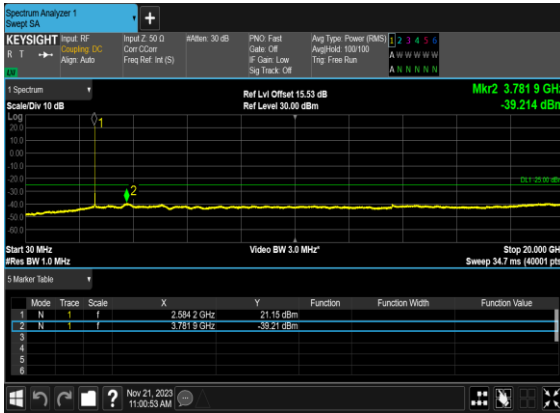 Spectrum Analyzer 1
Swept SA
+
KEYSIGHT Input: RF Input Z: 50 Ω #Atten: 30 dB PNO: Fast Avg Type: Power (RMS) 1 2 3 4 5 6
R T Coupling: DC Corr CCorr Gate: Off Avg|Hold: 100/100 A W W W W W
Align: Auto Freq Ref: Int (S) IF Gain: Low Trig: Free Run
LXI Sig Track: Off A N N N N N
1 Spectrum Ref Lvl Offset 15.53 dB Mkr2 3.781 9 GHz
Scale/Div 10 dB Ref Level 30.00 dBm -39.214 dBm
Log
20.0
10.0
0.00
-10.0
-20.0
-30.0
-40.0
-50.0
-60.0
1
2
DL1 -25.00 dBm
Start 30 MHz Video BW 3.0 MHz* Stop 20.000 GHz
#Res BW 1.0 MHz Sweep 34.7 ms (40001 pts)
5 Marker Table
Mode Trace Scale X Y Function Function Width Function Value
1 N 1 f 2.584 2 GHz 21.15 dBm
2 N 1 f 3.781 9 GHz -39.21 dBm
3
4
5
6
? Nov 21, 2023
11:00:53 AM